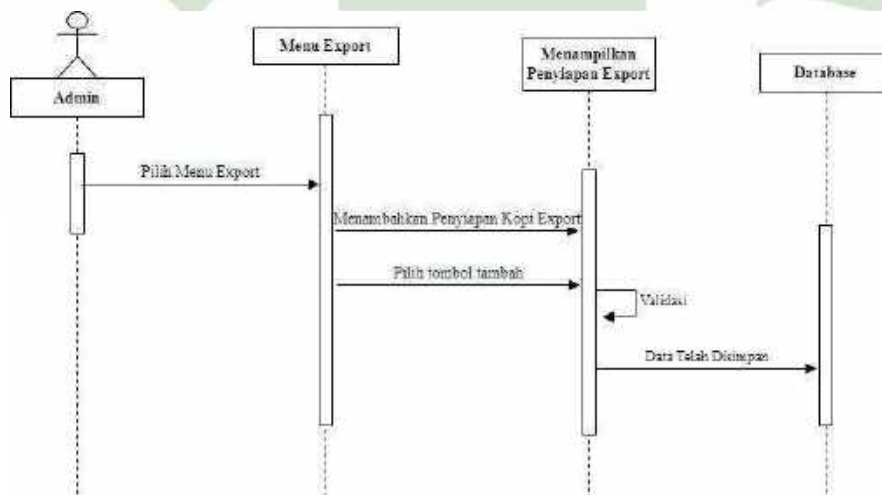 Admin
Menu Export
Menampilkan
Penyiapan Export
Database
Pilih Menu Export
Menambahkan Penyiapan Kopi Export
Pilih tombol tambah
Validasi
Data Telah Disimpan